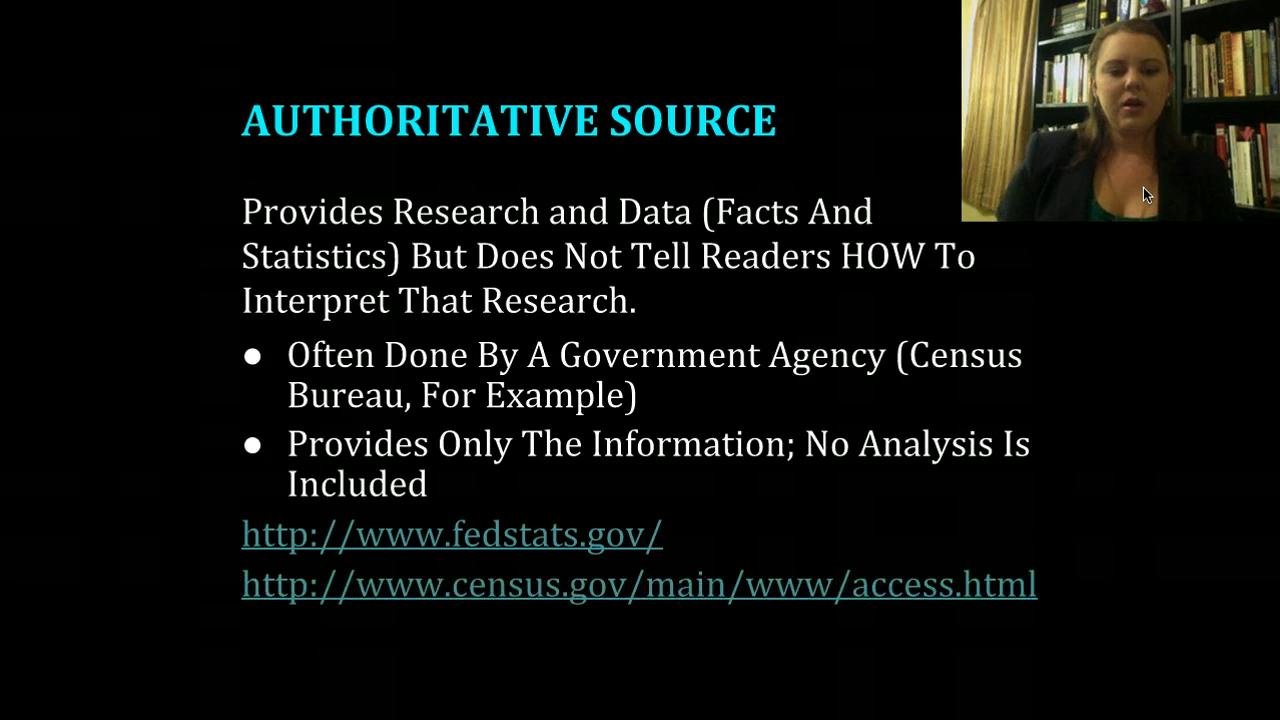 AUTHORITATIVE SOURCE
Provides Research and Data (Facts And
Statistics) But Does Not Tell Readers HOW To
Interpret That Research.
● Often Done By A Government Agency (Census
Bureau, For Example)
● Provides Only The Information; No Analysis Is
Included
http://www.fedstats.gov/
http://www.census.gov/main/www/access.html